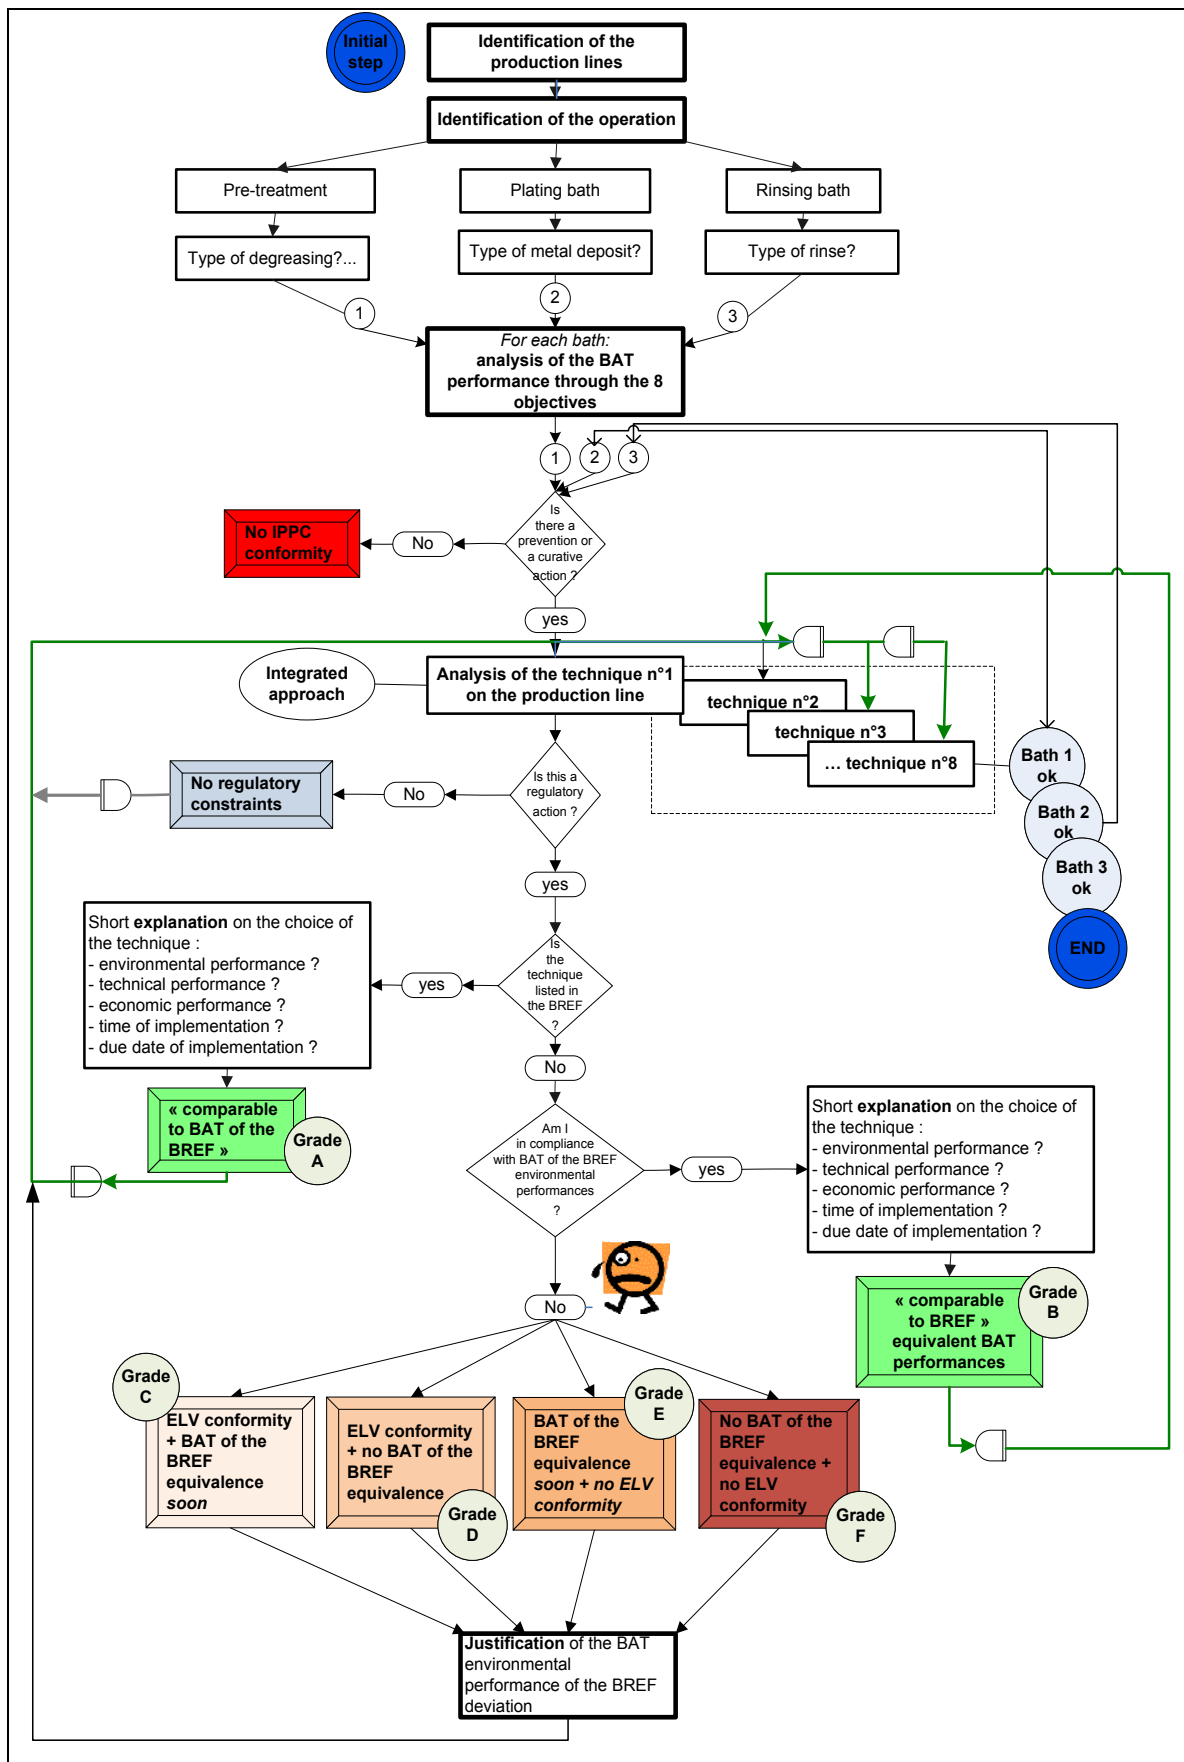 Initial
step
Identification of the
production lines
Identification of the operation
Pre-treatment
Plating bath
Rinsing bath
Type of degreasing?...
Type of metal deposit?
Type of rinse?
1
2
3
For each bath:
analysis of the BAT
performance through the 8
objectives
1
2
3
Is
there a
prevention or
a curative
action ?
No
No IPPC
conformity
yes
Integrated
approach
Analysis of the technique n°1
on the production line
technique n°2
technique n°3
... technique n°8
Bath 1
ok
Bath 2
ok
Bath 3
ok
END
Is this a
regulatory
action ?
No
No regulatory
constraints
yes
Short explanation on the choice of
the technique :
- environmental performance ?
- technical performance ?
- economic performance ?
- time of implementation ?
- due date of implementation ?
yes
Is
the
technique
listed in
the BREF
?
No
« comparable
to BAT of the
BREF »
Grade
A
Am I
in compliance
with BAT of the BREF
environmental
performances
?
yes
Short explanation on the choice of
the technique :
- environmental performance ?
- technical performance ?
- economic performance ?
- time of implementation ?
- due date of implementation ?
No
« comparable
to BREF »
equivalent BAT
performances
Grade
B
Grade
C
ELV conformity
+ BAT of the
BREF
equivalence
soon
ELV conformity
+ no BAT of the
BREF
equivalence
Grade
D
BAT of the
BREF
equivalence
soon + no ELV
conformity
Grade
E
No BAT of the
BREF
equivalence +
no ELV
conformity
Grade
F
Justification of the BAT
environmental
performance of the BREF
deviation